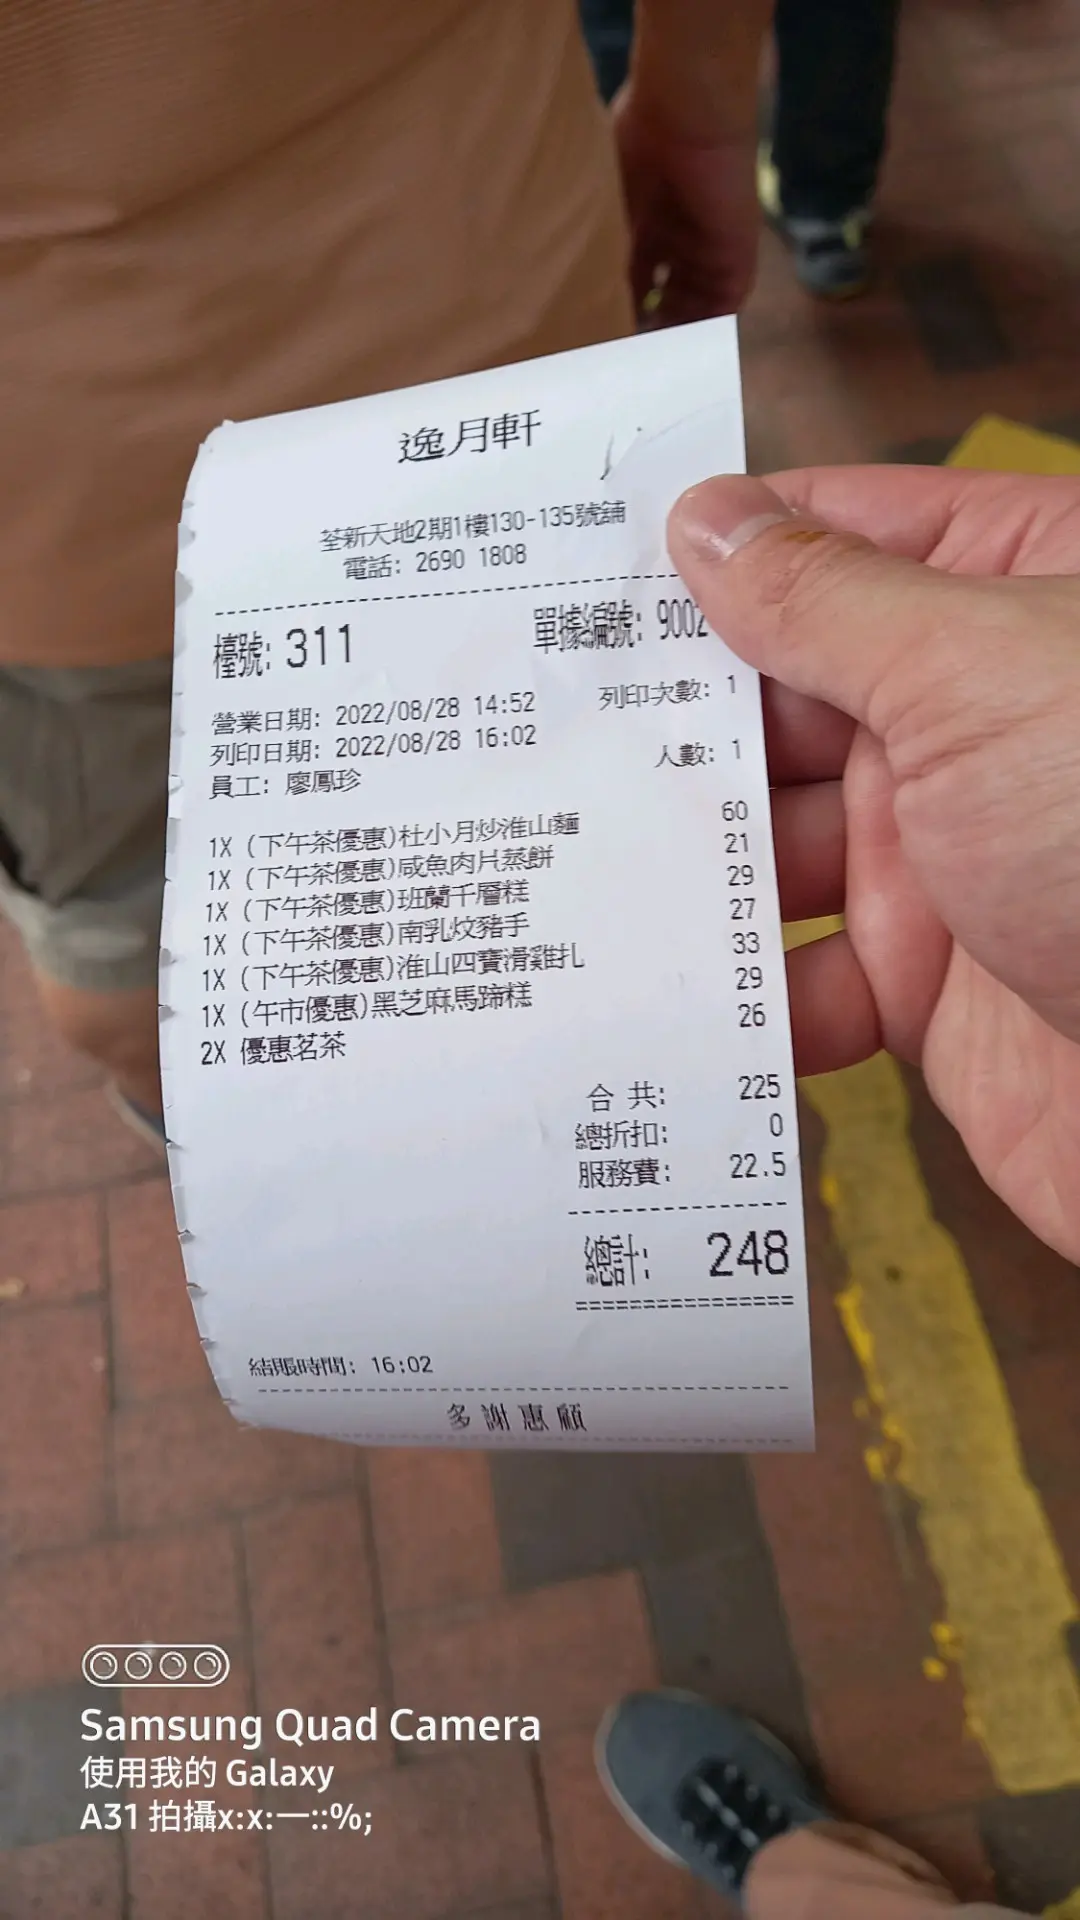 逸月軒
荃新天地2期1樓130-135號舖
電話: 2690 1808
檯號: 311 單據編號: 9002
營業日期: 2022/08/28 14:52 列印次數: 1
列印日期: 2022/08/28 16:02
員工: 廖鳳珍 人數: 1
1X (下午茶優惠)杜小月炒淮山麵 60
1X (下午茶優惠)咸魚肉片蒸餅 21
1X (下午茶優惠)班蘭千層糕 29
1X (下午茶優惠)南乳炆豬手 27
1X (下午茶優惠)淮山四寶滑雞扎 33
1X (午市優惠)黑芝麻馬蹄糕 29
2X 優惠茗茶 26
合 共: 225
總折扣: 0
服務費: 22.5
總計: 248
結賬時間: 16:02
多謝惠顧
Samsung Quad Camera
使用我的 Galaxy
A31 拍攝x:x:一::%;